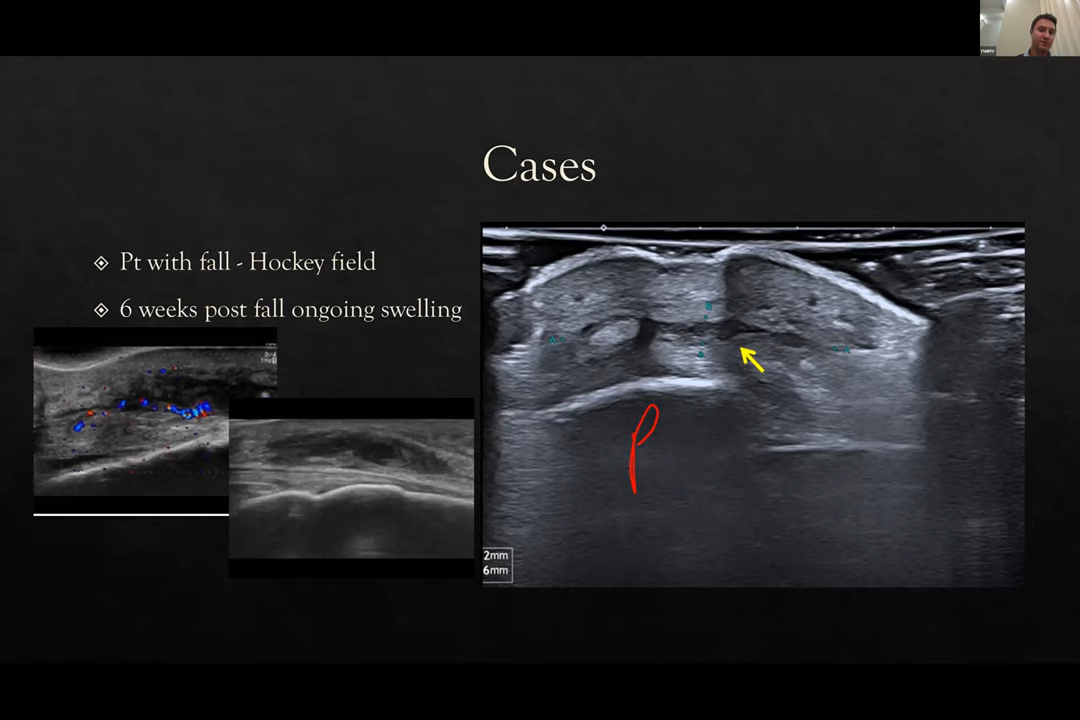 Cases
Pt with fall - Hockey field
6 weeks post fall ongoing swelling
P
2mm
6mm